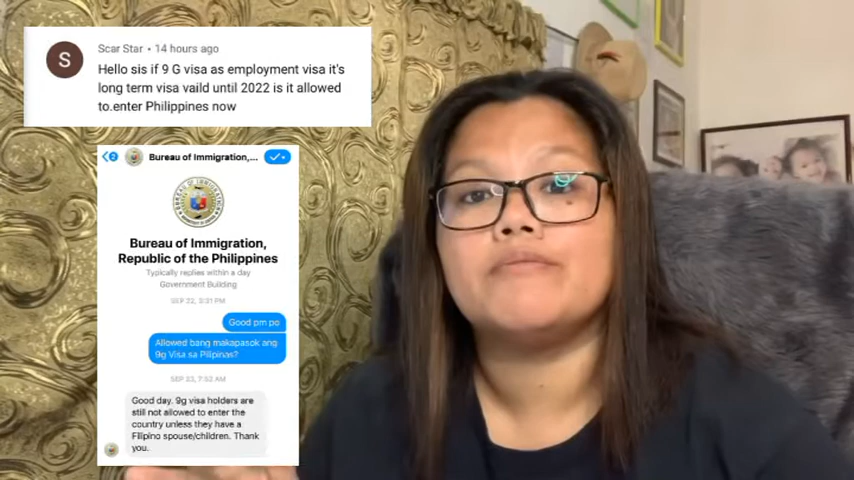 Scar Star • 14 hours ago
S
Hello sis if 9 G visa as employment visa it's
long term visa vaild until 2022 is it allowed
to.enter Philippines now
2
Bureau of Immigration,...
Bureau of Immigration,
Republic of the Philippines
Typically replies within a day
Government Building
SEP 22, 3:31 PM
Good pm po
Allowed bang makapasok ang
9g Visa sa Pilipinas?
SEP 23, 7:52 AM
Good day. 9g visa holders are
still not allowed to enter the
country unless they have a
Filipino spouse/children. Thank
you.